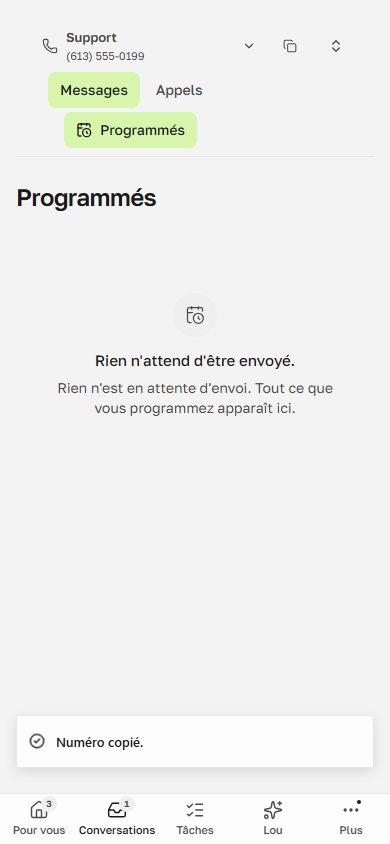 Support
(613) 555-0199
Messages Appels
Programmés
Programmés
Rien n'attend d'être envoyé.
Rien n'est en attente d'envoi. Tout ce que
vous programmez apparaît ici.
Numéro copié.
3 1
Pour vous Conversations Tâches Lou Plus